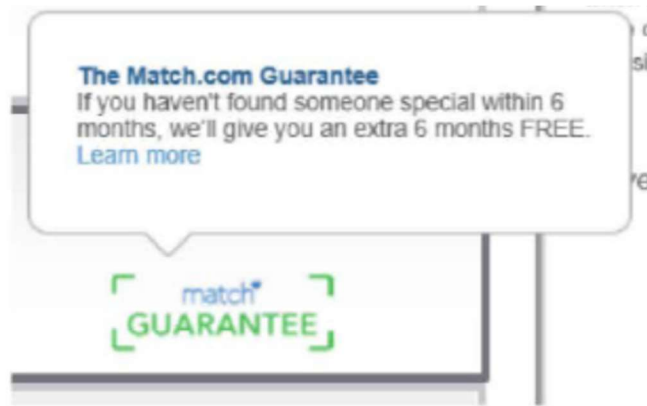 The Match.com Guarantee
If you haven't found someone special within 6
months, we'll give you an extra 6 months FREE.
Learn more
match
GUARANTEE